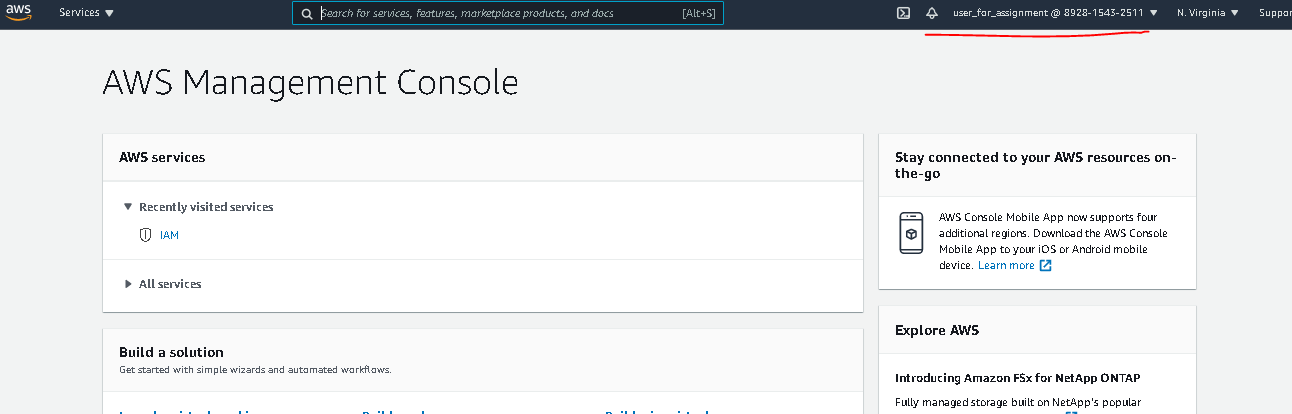 aws
Services
Search for services, features, marketplace products, and docs [Alt+S]
user_for_assignment @ 8928-1543-2511
N. Virginia
AWS Management Console
AWS services
Recently visited services
IAM
All services
Build a solution
Get started with simple wizards and automated workflows.
Stay connected to your AWS resources on-
the-go
AWS Console Mobile App now supports four
additional regions. Download the AWS Console
Mobile App to your iOS or Android mobile
device. Learn more
Explore AWS
Introducing Amazon FSx for NetApp ONTAP
Fully managed storage built on NetApp's popular